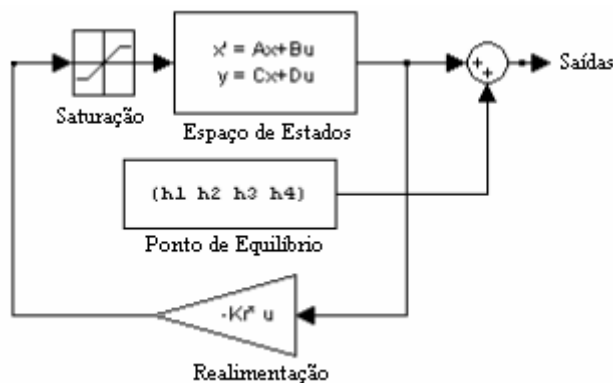 x' = Ax+Bu
y = Cx+Du
Saídas
Saturação
Espaço de Estados
(h1 h2 h3 h4)
Ponto de Equilíbrio
-Kr* u
Realimentação